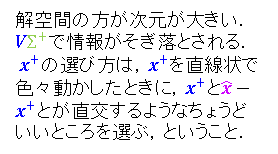 解空間の方が次元が大きい.
VΣ⁺で情報がそぎ落とされる.
x⁺の選び方は, x⁺を直線状で
色々動かしたときに, x⁺とx̂−
x⁺とが直交するようなちょうど
いいところを選ぶ, ということ.